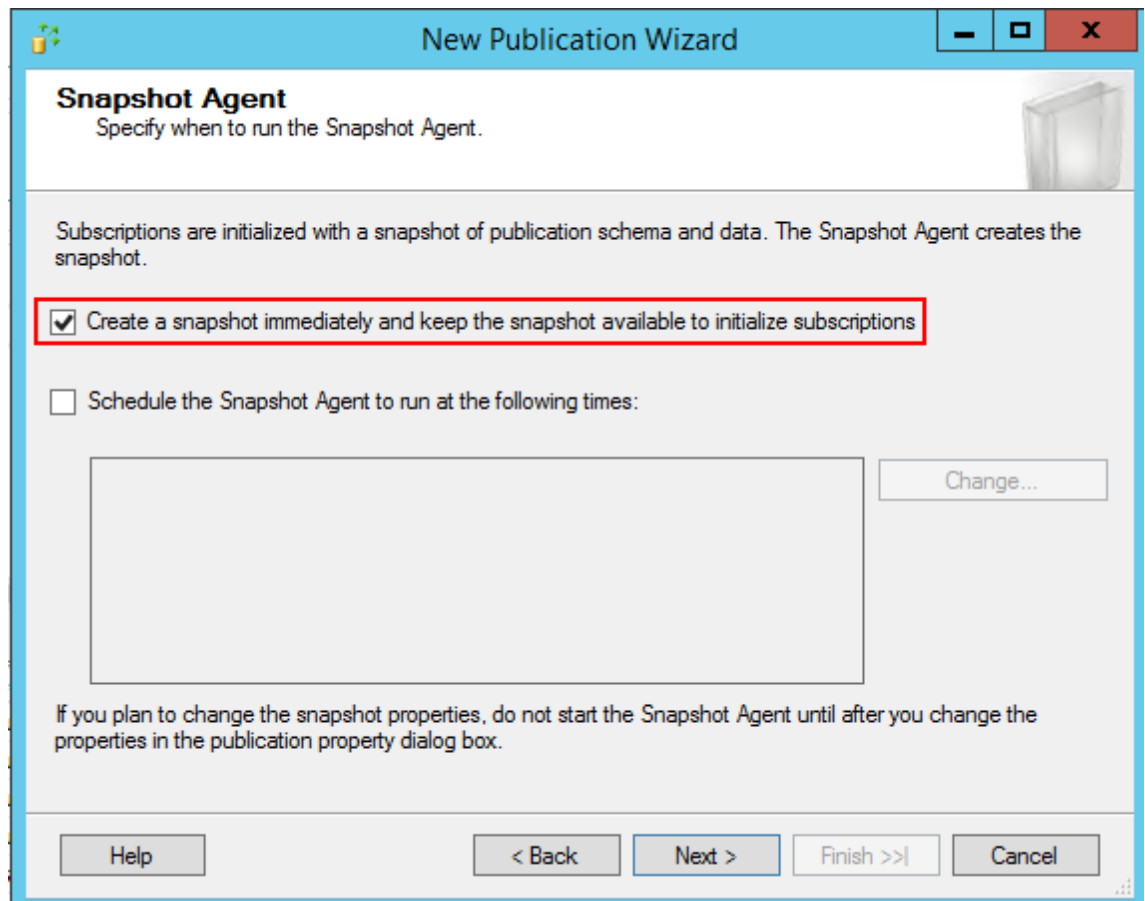 New Publication Wizard
Snapshot Agent
Specify when to run the Snapshot Agent.
Subscriptions are initialized with a snapshot of publication schema and data. The Snapshot Agent creates the
snapshot.
Create a snapshot immediately and keep the snapshot available to initialize subscriptions
Schedule the Snapshot Agent to run at the following times:
Change...
If you plan to change the snapshot properties, do not start the Snapshot Agent until after you change the
properties in the publication property dialog box.
Help
< Back
Next >
Finish >>|
Cancel